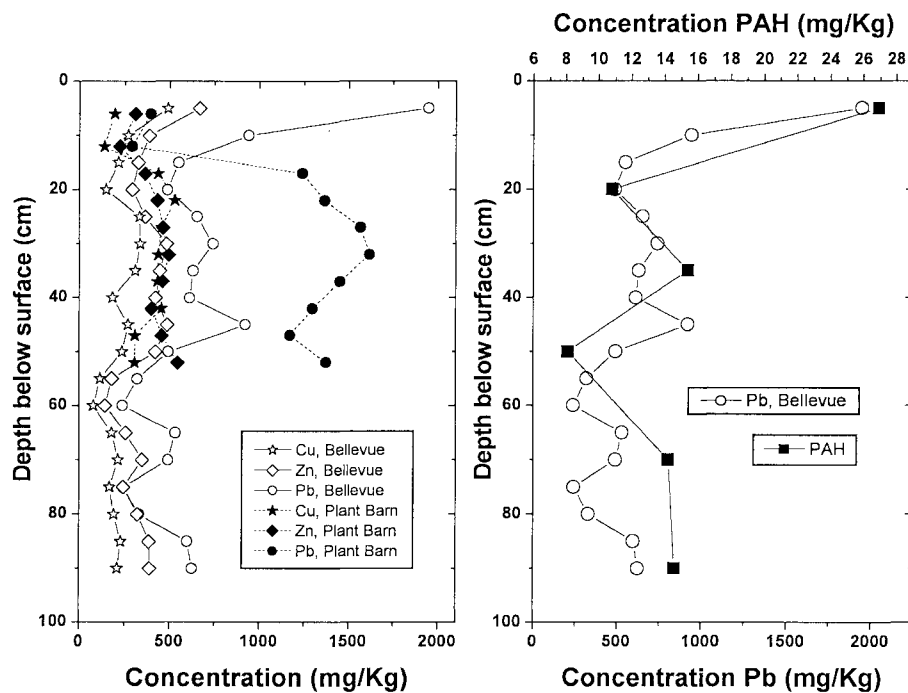 Concentration PAH (mg/Kg)
6 8 10 12 14 16 18 20 22 24 26 28
0
20
40
60
80
100
Depth below surface (cm)
Cu, Bellevue
Zn, Bellevue
Pb, Bellevue
Cu, Plant Barn
Zn, Plant Barn
Pb, Plant Barn
0 500 1000 1500 2000
Concentration (mg/Kg)
0
20
40
60
80
100
Depth below surface (cm)
Pb, Bellevue
PAH
0 500 1000 1500 2000
Concentration Pb (mg/Kg)